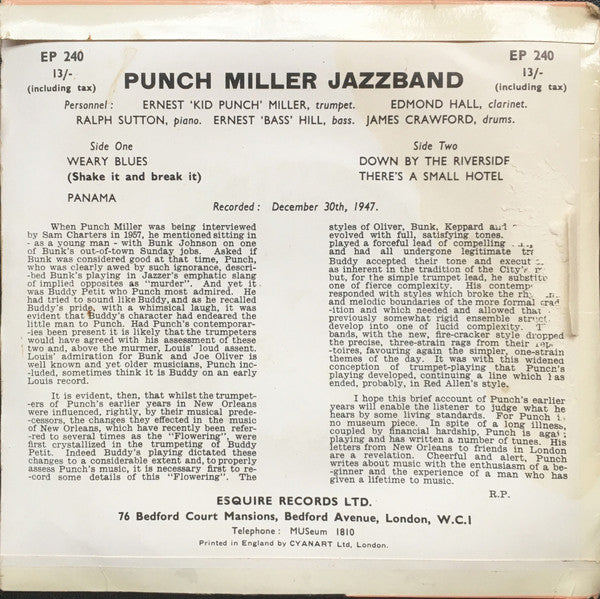 EP 240
EP 240
13/-
(including tax)
13/-
(including tax)
PUNCH MILLER JAZZBAND
Personnel : ERNEST 'KID PUNCH' MILLER, trumpet. EDMOND HALL, clarinet.
RALPH SUTTON, piano. ERNEST 'BASS' HILL, bass. JAMES CRAWFORD, drums.
Side One
WEARY BLUES
(Shake it and break it)
PANAMA
Side Two
DOWN BY THE RIVERSIDE
THERE'S A SMALL HOTEL
Recorded : December 30th, 1947.
When Punch Miller was being interviewed
by Sam Charters in 1957, he mentioned sitting in
- as a young man - with Bunk Johnson on one
of Bunk's out-of-town Sunday jobs. Asked if
Bunk was considered good at that time, Punch,
who was clearly awed by such ignorance, descri-
-bed Bunk's playing in Jazzer's emphatic slang
of implied opposites as "murder". And yet it
was Buddy Petit who Punch most admired. He
had tried to sound like Buddy, and as he recalled
Buddy's pride, with a whimsical laugh, it was
evident that Buddy's character had endeared the
little man to Punch. Had Punch's contemporar-
-ies been present it is likely that the trumpeters
would have agreed with his assessment of these
two and, above the murmer, Louis' loud assent.
Louis' admiration for Bunk and Joe Oliver is
well known and yet older musicians, Punch inc-
-luded, sometimes think it is Buddy on an early
Louis record.
It is evident, then, that whilst the trumpet-
-ers of Punch's earlier years in New Orleans
were influenced, rightly, by their musical prede-
-cessors, the changes they effected in the music
of New Orleans, which have recently been refer-
-red to several times as the "Flowering", were
first crystallized in the trumpeting of Buddy
Petit. Indeed Buddy's playing dictated these
changes to a considerable extent and, to properly
assess Punch's music, it is necessary first to re-
-cord some details of this "Flowering". The
styles of Oliver, Bunk, Keppard and
evolved with full, satisfying tones.
played a forceful lead of compelling
and had all undergone legitimate
Buddy accepted their tone and
as inherent in the tradition of the City's
but, for the simple trumpet lead, he substitute
one of fierce complexity. His
responded with styles which broke the
and melodic boundaries of the more formal
-ition and which needed and allowed that
previously somewhat rigid ensemble
develop into one of lucid complexity.
bands, with the new, fire-cracker style dropped
the precise, three-strain rags from their
-toires, favouring again the simpler, one-strain
themes of the day. It was with this widened
conception of trumpet-playing that Punch's
playing developed, continuing a line which has
ended, probably, in Red Allen's style.
I hope this brief account of Punch's earlier
years will enable the listener to judge what he
hears by some living standards. For Punch is
no museum piece. In spite of a long illness,
coupled by financial hardship, Punch is again
playing and has written a number of tunes. His
letters from New Orleans to friends in London
are a revelation. Cheerful and alert, Punch
writes about music with the enthusiasm of a be-
-ginner and the experience of a man who has
given a lifetime to music.
R.P.
ESQUIRE RECORDS LTD.
76 Bedford Court Mansions, Bedford Avenue, London, W.C.1
Telephone : MUSeum 1810
Printed in England by CYANART Ltd, London.